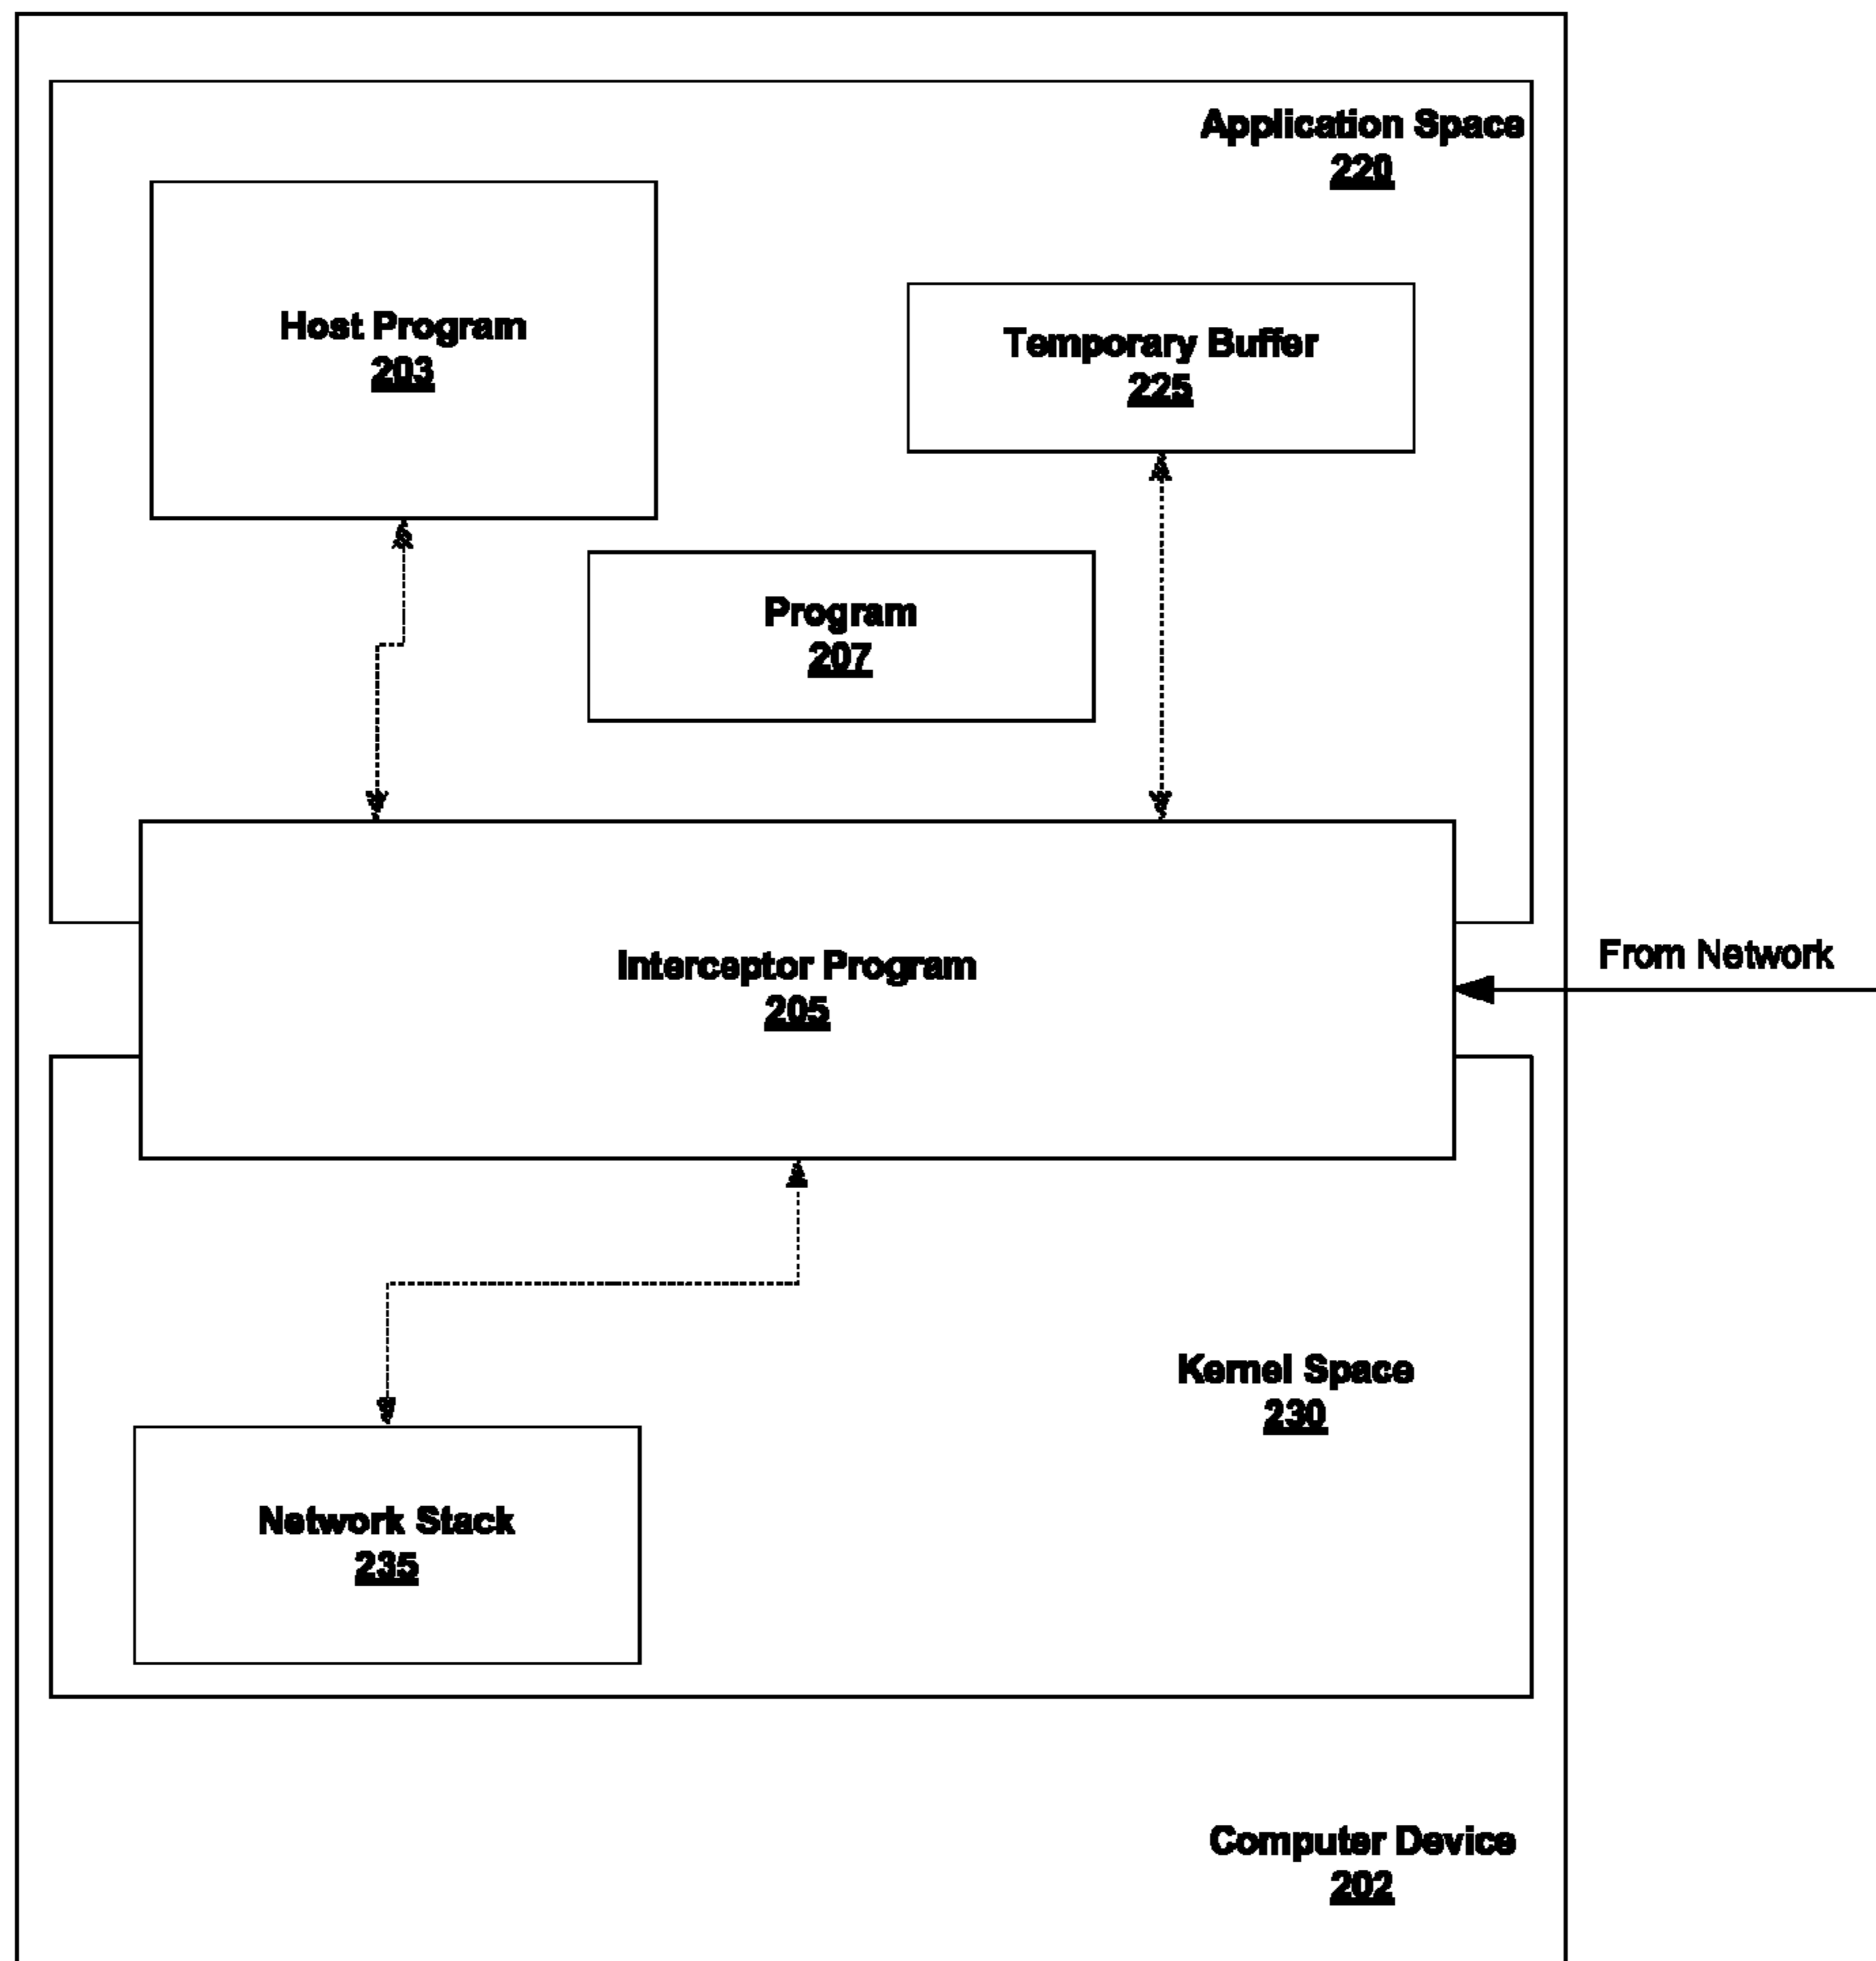 Application Space
220
Host Program
203
Temporary Buffer
225
Program
207
Interceptor Program
205
From Network
Kernel Space
230
Network Stack
235
Computer Device
202